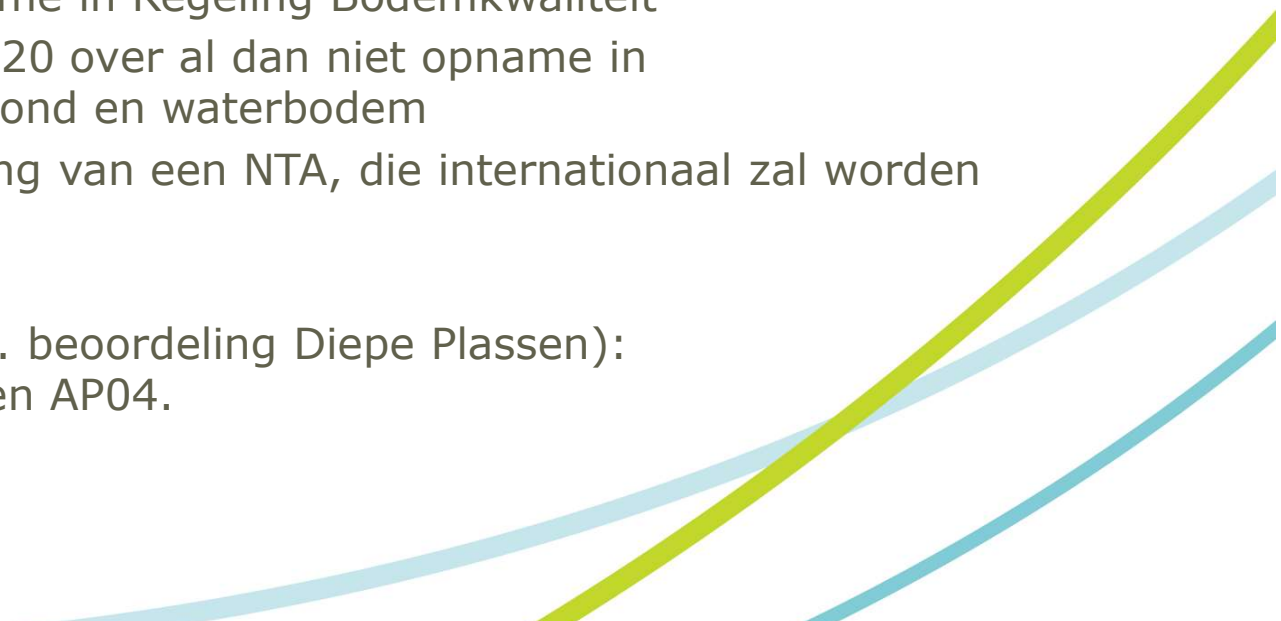 me in Regeling Bodemkwaliteit
20 over al dan niet opname in
ond en waterbodem
ng van een NTA, die internationaal zal worden
. beoordeling Diepe Plassen):
en AP04.